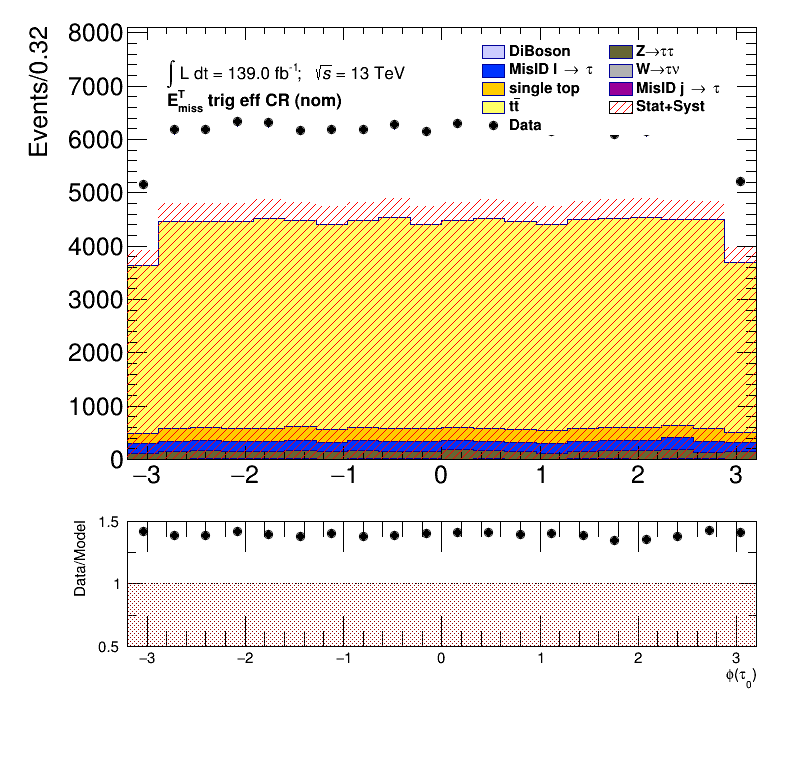 8000
7000
6000
5000
4000
3000
2000
1000
0
Events/0.32
∫ L dt = 139.0 fb⁻¹; √s = 13 TeV
E^T_miss trig eff CR (nom)
DiBoson
MisID l → τ
single top
tt̄
Data
Z→ττ
W→τν
MisID j → τ
Stat+Syst
−3 −2 −1 0 1 2 3
Data/Model
1.5
1
0.5
−3 −2 −1 0 1 2 3
ϕ(τ₀)